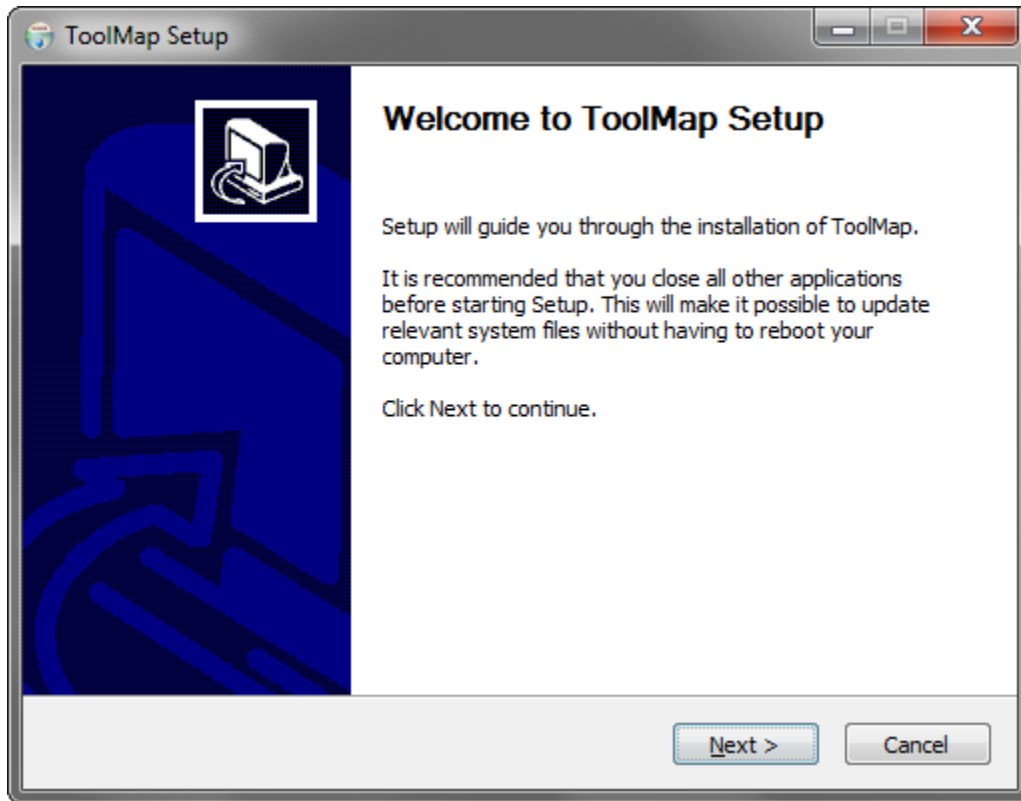 ToolMap Setup
Welcome to ToolMap Setup
Setup will guide you through the installation of ToolMap.
It is recommended that you close all other applications
before starting Setup. This will make it possible to update
relevant system files without having to reboot your
computer.
Click Next to continue.
Next >
Cancel